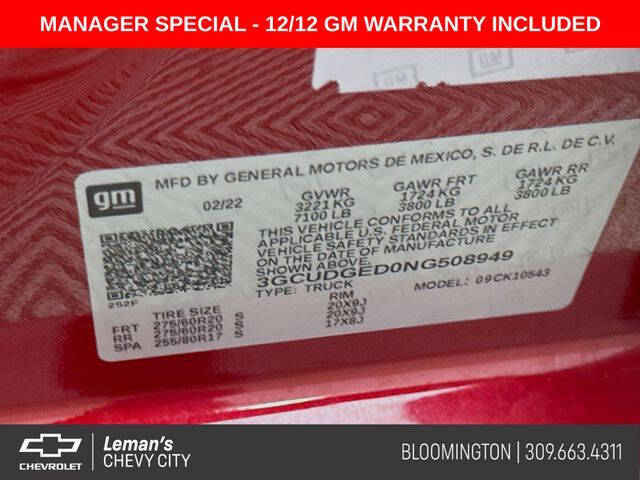 MANAGER SPECIAL - 12/12 GM WARRANTY INCLUDED
GM
gm
MFD BY GENERAL MOTORS DE MEXICO, S. DE R.L. DE C.V.
02/22 GVWR GAWR FRT GAWR RR
3221 KG 1724 KG 1724 KG
7100 LB 3800 LB 3800 LB
THIS VEHICLE CONFORMS TO ALL
APPLICABLE U.S. FEDERAL MOTOR
VEHICLE SAFETY STANDARDS IN EFFECT
ON THE DATE OF MANUFACTURE
SHOWN ABOVE.
3GCUDGED0NG508949
TYPE: TRUCK MODEL: 09CK10543
252F
TIRE SIZE RIM
FRT 275/60R20 S 20X9J
RR 275/60R20 S 20X9J
SPA 255/80R17 S 17X8J
CHEVROLET
Leman's
CHEVY CITY
BLOOMINGTON | 309.663.4311